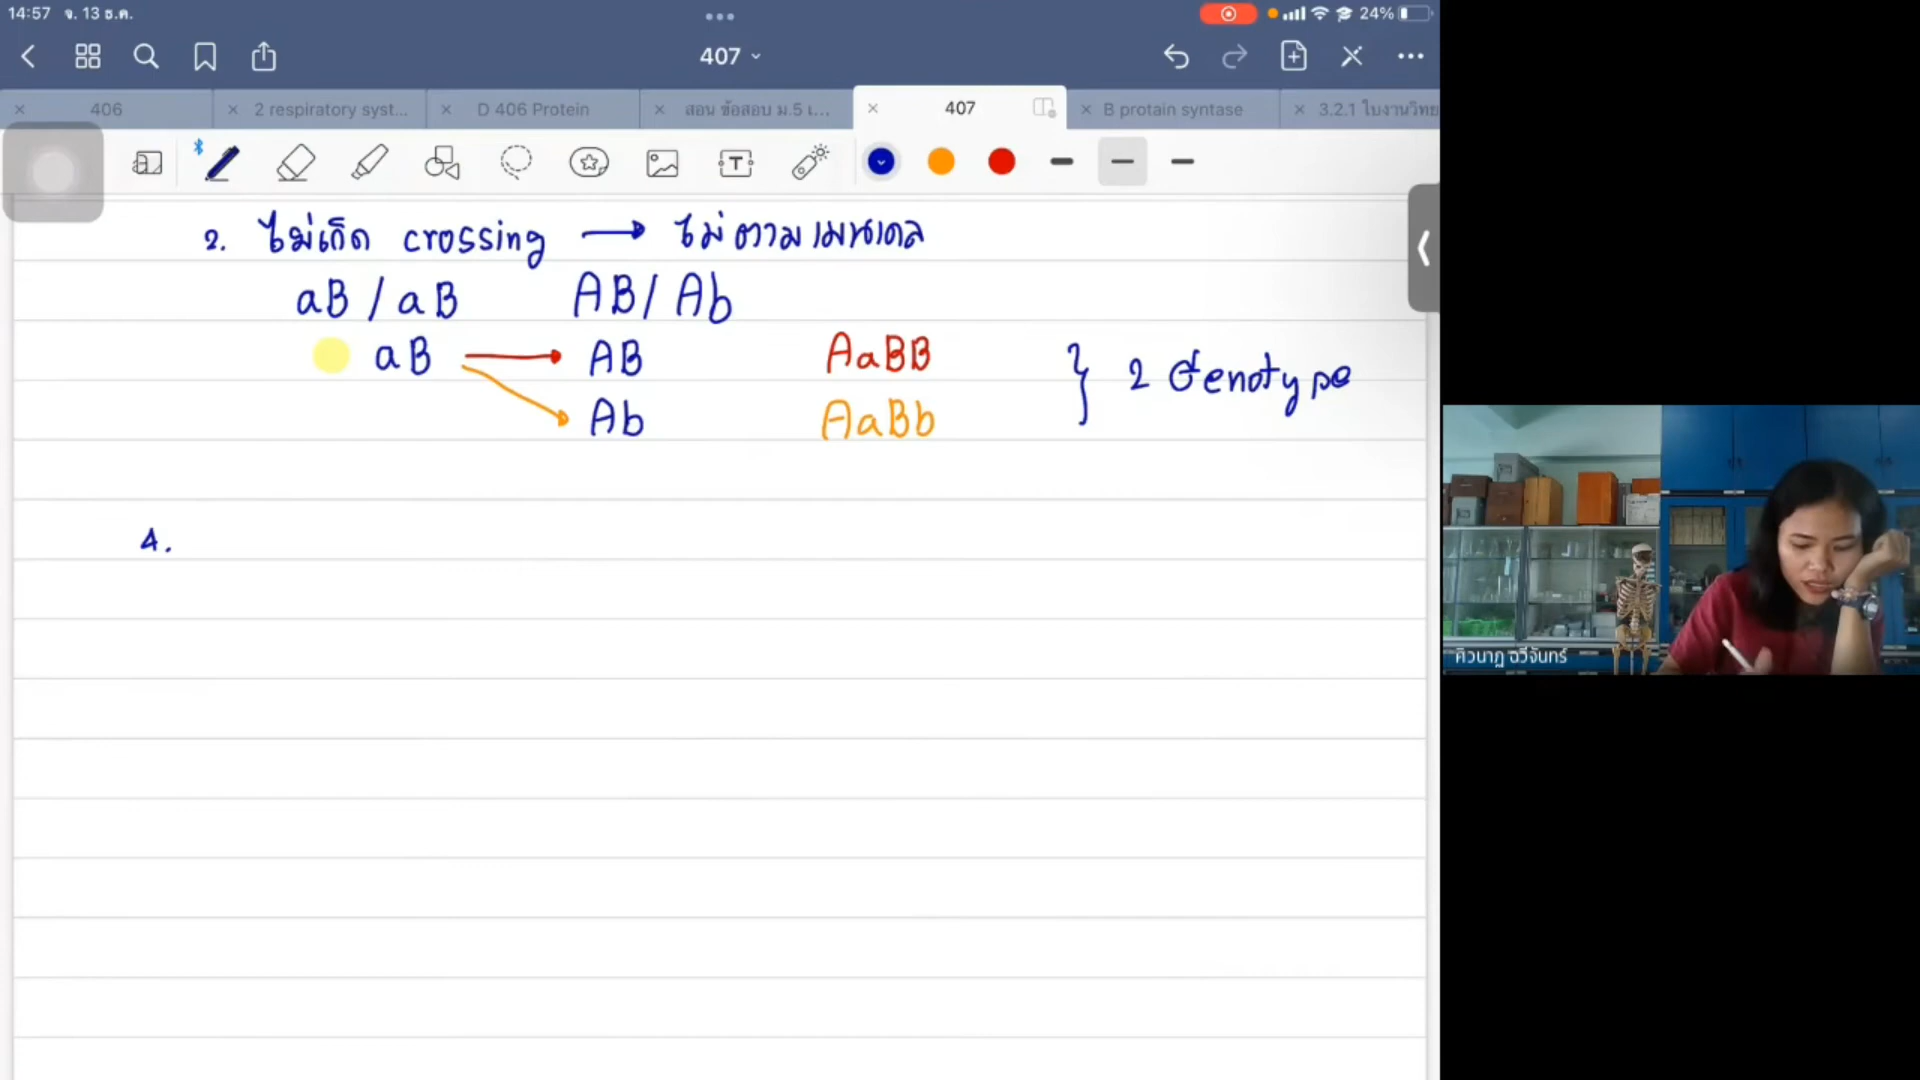 14:57 จ. 13 ธ.ค. 24%
407
406 2 respiratory syst... D 406 Protein สอน ข้อสอบ ม.5 เ... 407 B protain syntase 3.2.1 ใบงานวิทย
2. ไม่เกิด crossing → ไม่ตามเมนเดล
aB / aB AB / Ab
aB AB AaBB } 2 Genotype
Ab AaBb
4.
ศิวนาฏ ฉวีจันทร์